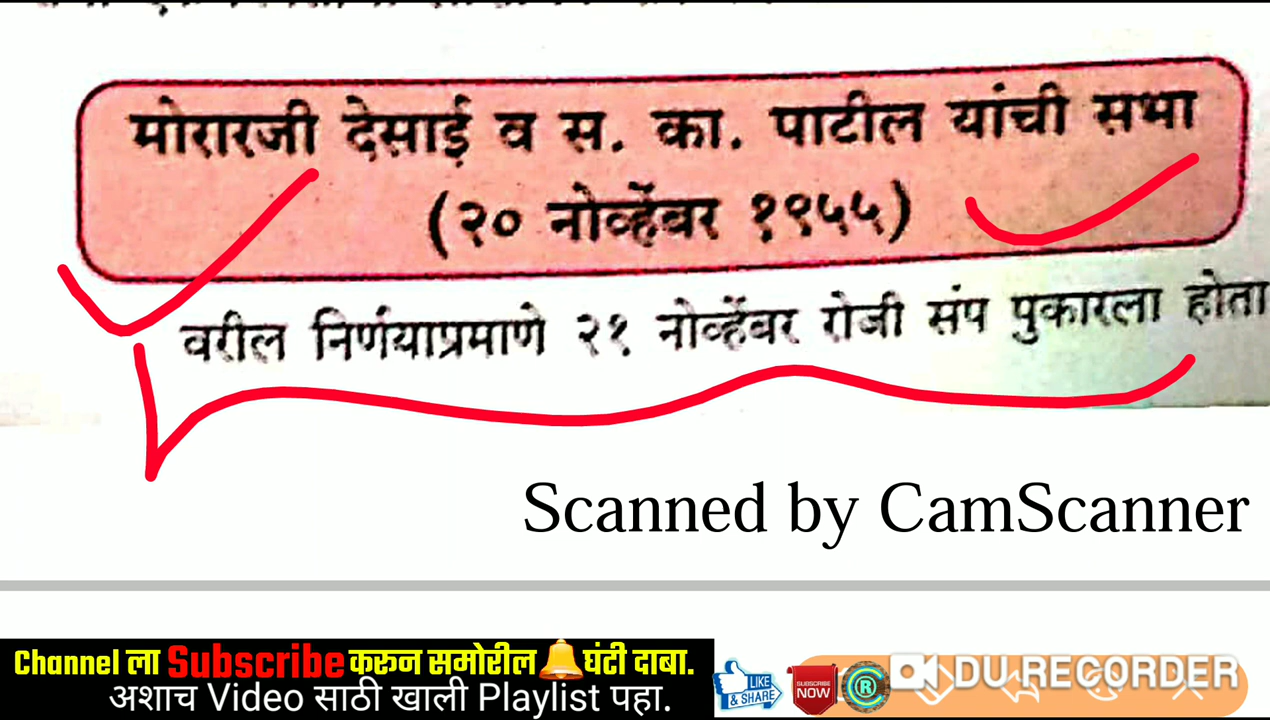 मोरारजी देसाई व स. का. पाटील यांची सभा
(२० नोव्हेंबर १९५५)
वरील निर्णयाप्रमाणे २१ नोव्हेंबर रोजी संप पुकारला होता
Scanned by CamScanner
Channel ला Subscribe करून समोरील घंटी दाबा.
अशाच Video साठी खाली Playlist पहा.
LIKE & SHARE
SUBSCRIBE NOW
R
DU RECORDER